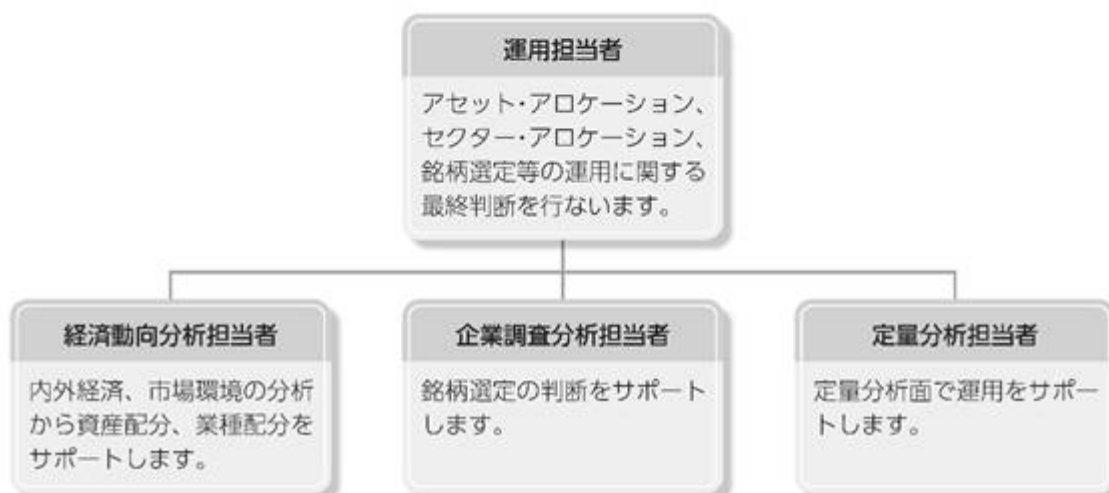 運用担当者
アセット・アロケーション、
セクター・アロケーション、
銘柄選定等の運用に関する
最終判断を行ないます。
経済動向分析担当者
内外経済、市場環境の分析
から資産配分、業種配分を
サポートします。
企業調査分析担当者
銘柄選定の判断をサポート
します。
定量分析担当者
定量分析面で運用をサポー
トします。